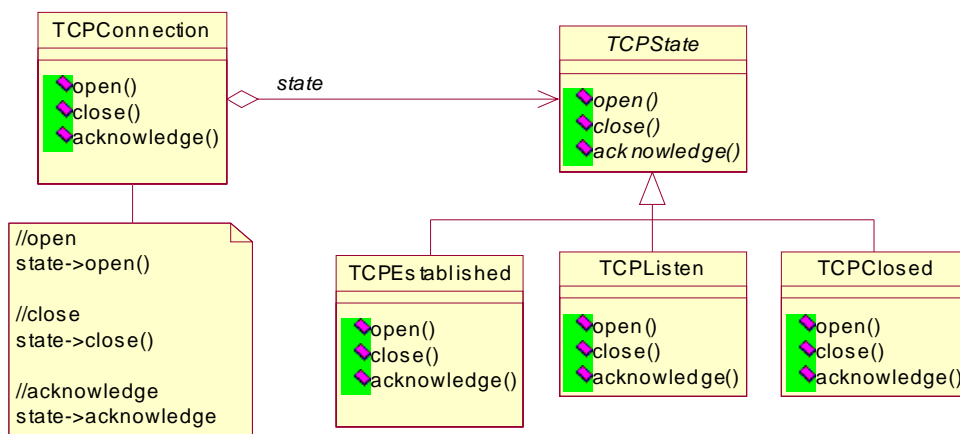 TCPConnection
open()
close()
acknowledge()
state
TCPState
open()
close()
acknowledge()
//open
state->open()
//close
state->close()
//acknowledge
state->acknowledge
TCPEstablished
open()
close()
acknowledge()
TCPListen
open()
close()
acknowledge()
TCPClosed
open()
close()
acknowledge()